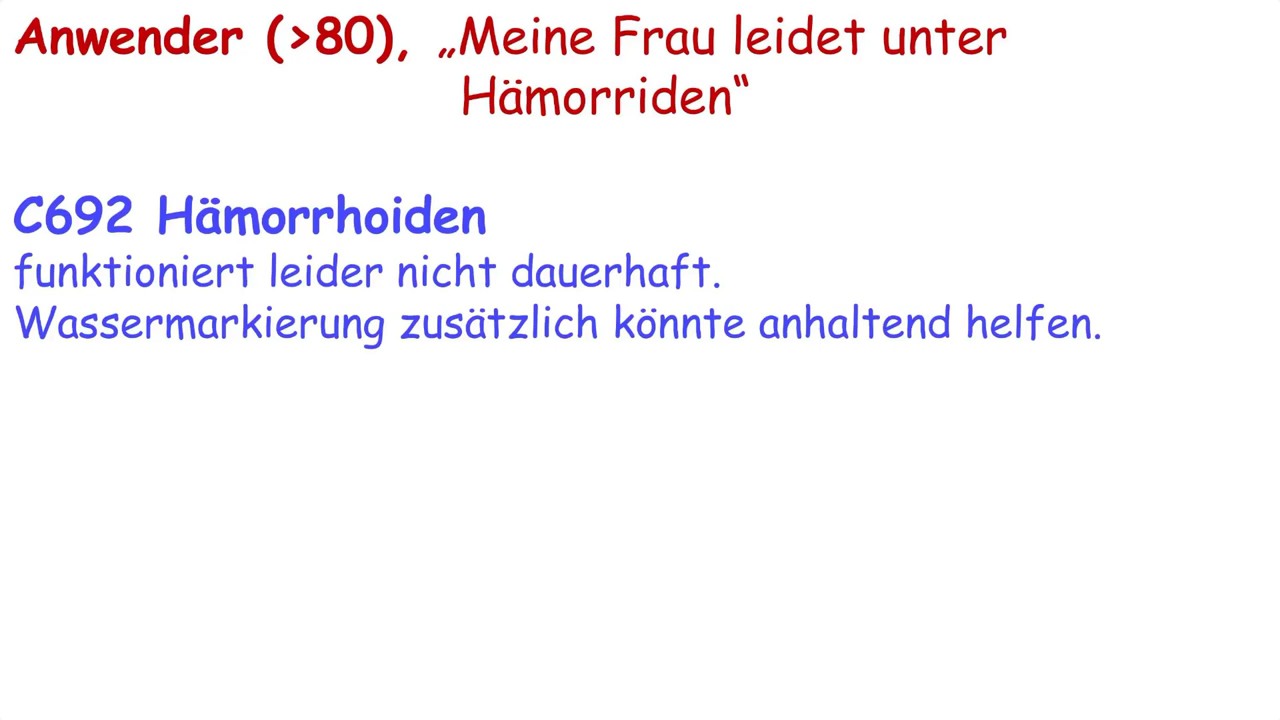 Anwender (>80), „Meine Frau leidet unter
Hämorriden“
C692 Hämorrhoiden
funktioniert leider nicht dauerhaft.
Wassermarkierung zusätzlich könnte anhaltend helfen.